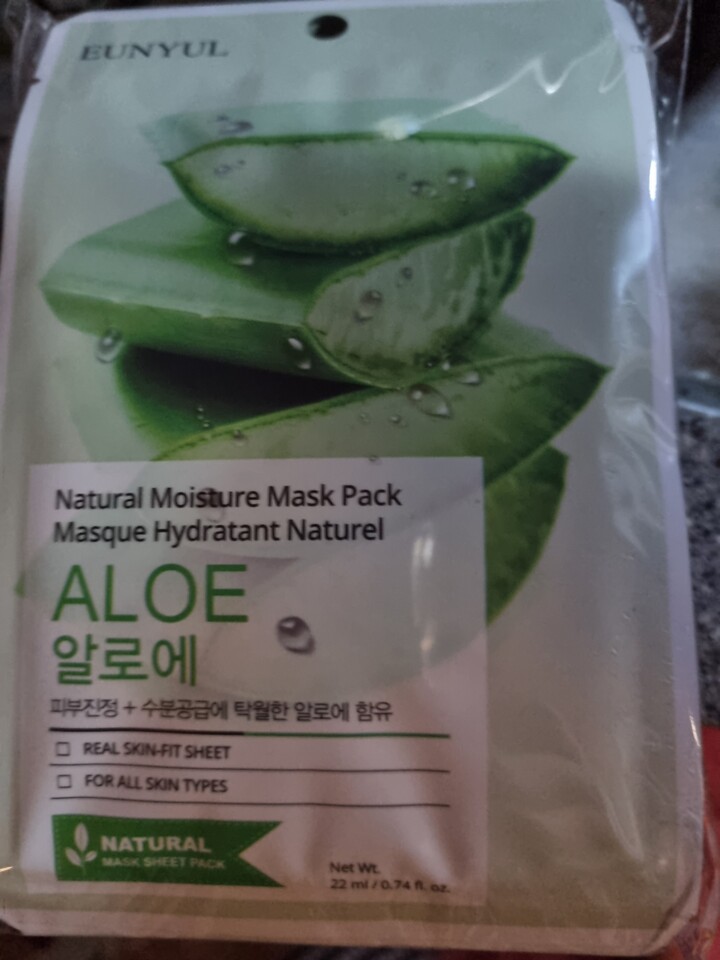 EUNYUL
Natural Moisture Mask Pack
Masque Hydratant Naturel
ALOE
알로에
피부진정 + 수분공급에 탁월한 알로에 함유
REAL SKIN-FIT SHEET
FOR ALL SKIN TYPES
NATURAL
MASK SHEET PACK
Net Wt.
22 ml / 0.74 fl. oz.